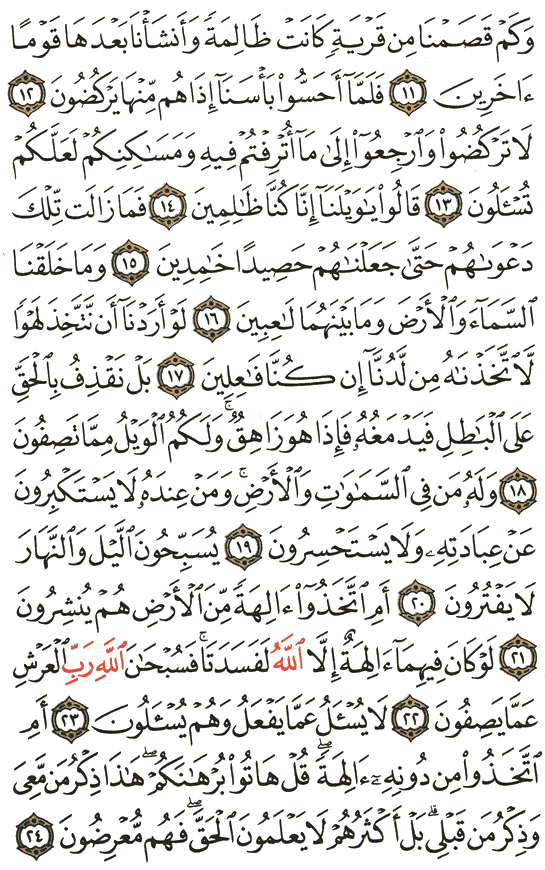 وَكَمْ قَصَمْنَا مِن قَرْيَةٍ كَانَتْ ظَالِمَةً وَأَنشَأْنَا بَعْدَهَا قَوْمًا
ءَاخَرِينَ ١١ فَلَمَّآ أَحَسُّوا۟ بَأْسَنَآ إِذَا هُم مِّنْهَا يَرْكُضُونَ ١٢
لَا تَرْكُضُوا۟ وَٱرْجِعُوٓا۟ إِلَىٰ مَآ أُتْرِفْتُمْ فِيهِ وَمَسَٰكِنِكُمْ لَعَلَّكُمْ
تُسْـَٔلُونَ ١٣ قَالُوا۟ يَٰوَيْلَنَآ إِنَّا كُنَّا ظَٰلِمِينَ ١٤ فَمَا زَالَت تِّلْكَ
دَعْوَىٰهُمْ حَتَّىٰ جَعَلْنَٰهُمْ حَصِيدًا خَٰمِدِينَ ١٥ وَمَا خَلَقْنَا
ٱلسَّمَآءَ وَٱلْأَرْضَ وَمَا بَيْنَهُمَا لَٰعِبِينَ ١٦ لَوْ أَرَدْنَآ أَن نَّتَّخِذَ لَهْوًا
لَّٱتَّخَذْنَٰهُ مِن لَّدُنَّآ إِن كُنَّا فَٰعِلِينَ ١٧ بَلْ نَقْذِفُ بِٱلْحَقِّ
عَلَى ٱلْبَٰطِلِ فَيَدْمَغُهُۥ فَإِذَا هُوَ زَاهِقٌ ۚ وَلَكُمُ ٱلْوَيْلُ مِمَّا تَصِفُونَ
١٨ وَلَهُۥ مَن فِى ٱلسَّمَٰوَٰتِ وَٱلْأَرْضِ ۚ وَمَنْ عِندَهُۥ لَا يَسْتَكْبِرُونَ
عَنْ عِبَادَتِهِۦ وَلَا يَسْتَحْسِرُونَ ١٩ يُسَبِّحُونَ ٱلَّيْلَ وَٱلنَّهَارَ
لَا يَفْتُرُونَ ٢٠ أَمِ ٱتَّخَذُوٓا۟ ءَالِهَةً مِّنَ ٱلْأَرْضِ هُمْ يُنشِرُونَ
٢١ لَوْ كَانَ فِيهِمَآ ءَالِهَةٌ إِلَّا ٱللَّهُ لَفَسَدَتَا ۚ فَسُبْحَٰنَ ٱللَّهِ رَبِّ ٱلْعَرْشِ
عَمَّا يَصِفُونَ ٢٢ لَا يُسْـَٔلُ عَمَّا يَفْعَلُ وَهُمْ يُسْـَٔلُونَ ٢٣ أَمِ
ٱتَّخَذُوا۟ مِن دُونِهِۦٓ ءَالِهَةً ۖ قُلْ هَاتُوا۟ بُرْهَٰنَكُمْ ۖ هَٰذَا ذِكْرُ مَن مَّعِىَ
وَذِكْرُ مَن قَبْلِى ۗ بَلْ أَكْثَرُهُمْ لَا يَعْلَمُونَ ٱلْحَقَّ ۖ فَهُم مُّعْرِضُونَ ٢٤